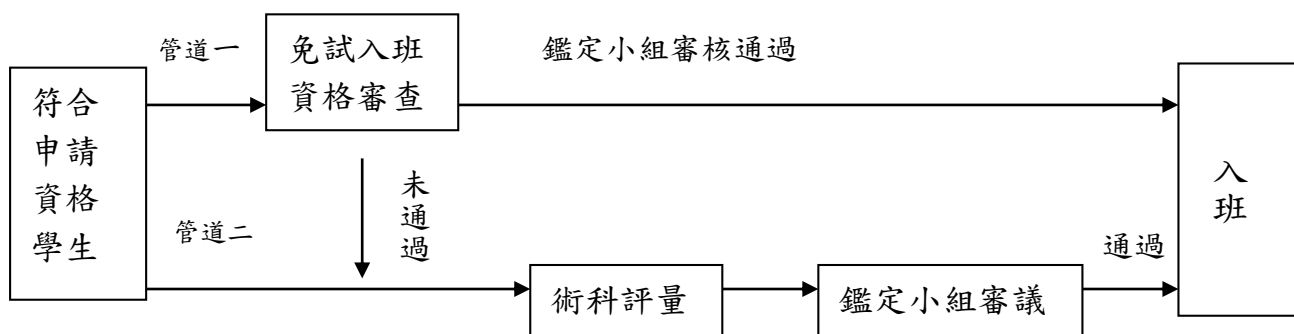 管道一
免試入班
資格審查
鑑定小組審核通過
符合
申請
資格
學生
未通過
管道二
術科評量
鑑定小組審議
通過
入班